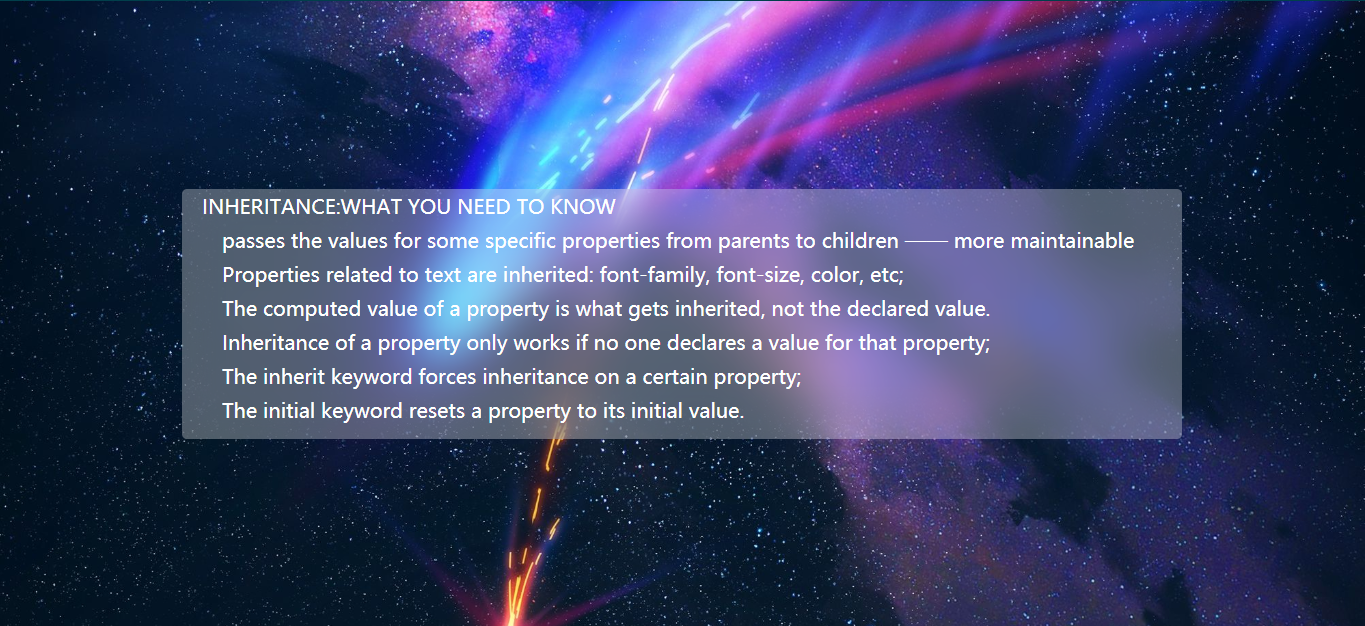 INHERITANCE:WHAT YOU NEED TO KNOW
passes the values for some specific properties from parents to children —— more maintainable
Properties related to text are inherited: font-family, font-size, color, etc;
The computed value of a property is what gets inherited, not the declared value.
Inheritance of a property only works if no one declares a value for that property;
The inherit keyword forces inheritance on a certain property;
The initial keyword resets a property to its initial value.